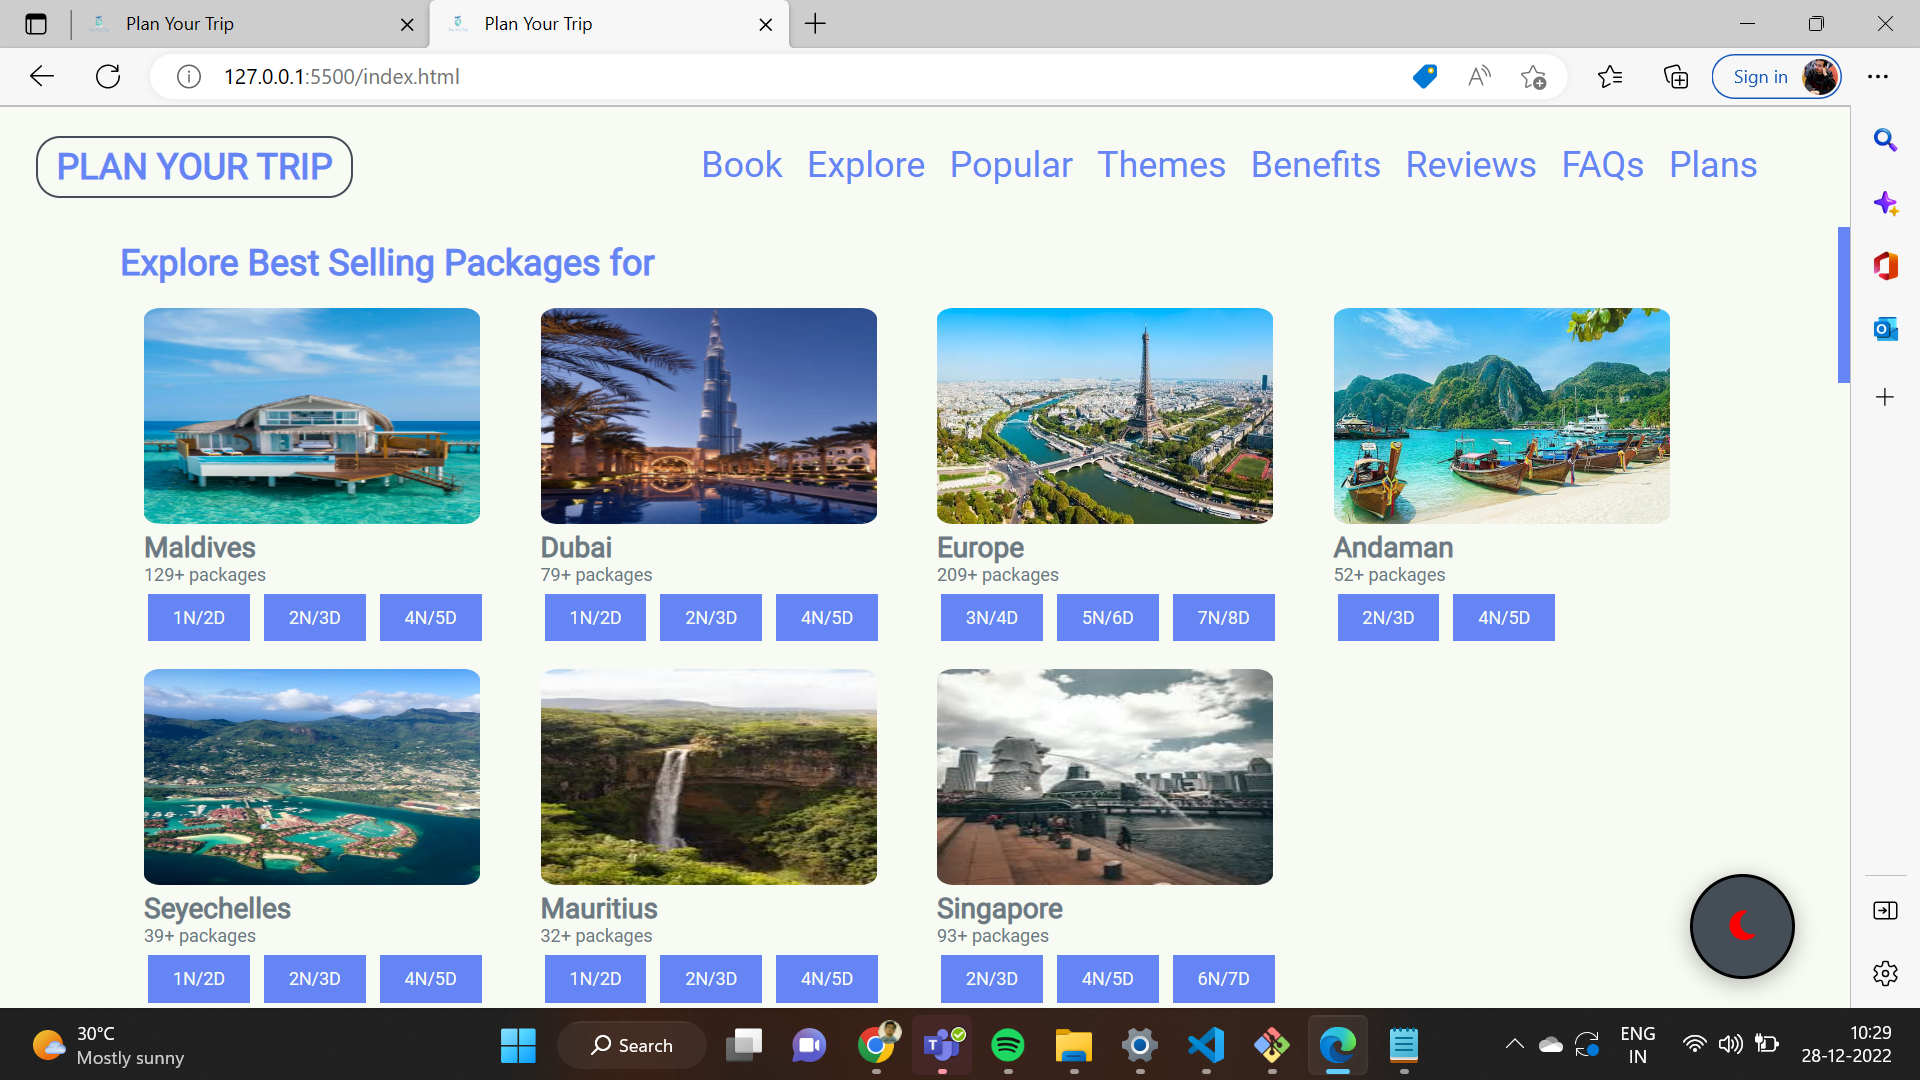 Plan Your Trip
Plan Your Trip
127.0.0.1:5500/index.html
Sign in
PLAN YOUR TRIP
Book Explore Popular Themes Benefits Reviews FAQs Plans
Explore Best Selling Packages for
Maldives
129+ packages
1N/2D 2N/3D 4N/5D
Dubai
79+ packages
1N/2D 2N/3D 4N/5D
Europe
209+ packages
3N/4D 5N/6D 7N/8D
Andaman
52+ packages
2N/3D 4N/5D
Seyechelles
39+ packages
1N/2D 2N/3D 4N/5D
Mauritius
32+ packages
1N/2D 2N/3D 4N/5D
Singapore
93+ packages
2N/3D 4N/5D 6N/7D
30°C
Mostly sunny
Search
ENG
IN
10:29
28-12-2022